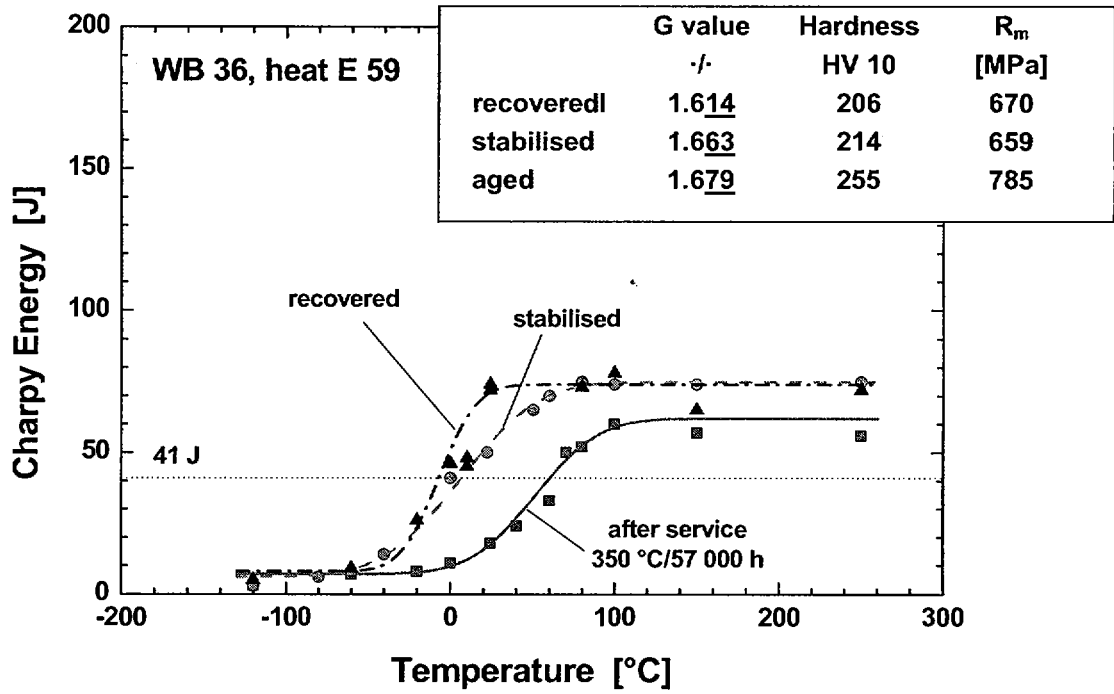 G value Hardness Rm
·/· HV 10 [MPa]
recoveredl 1.614 206 670
stabilised 1.663 214 659
aged 1.679 255 785
WB 36, heat E 59
200
150
100
50
0
Charpy Energy [J]
recovered
stabilised
41 J
after service
350 °C/57 000 h
-200 -100 0 100 200 300
Temperature [°C]